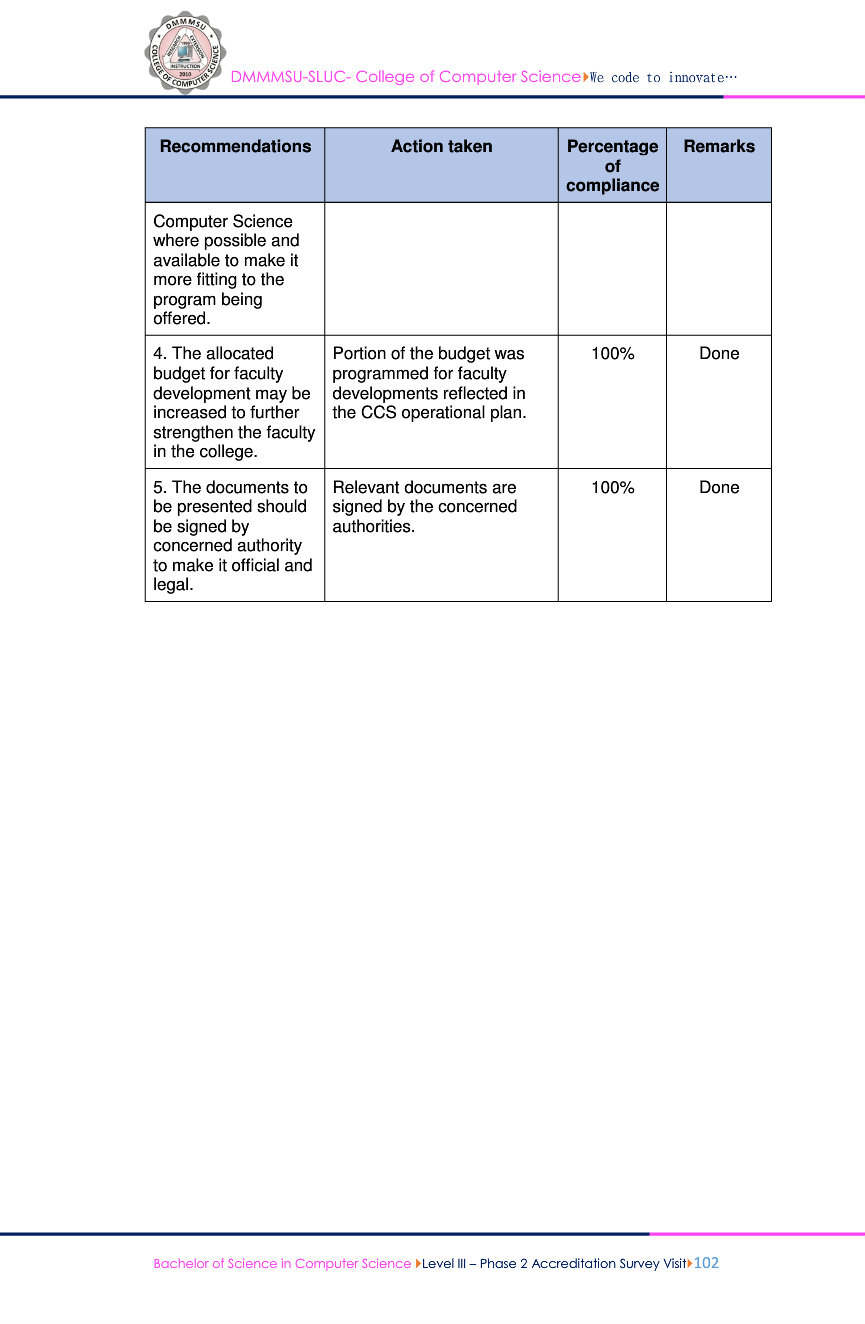 DMMMSU
COLLEGE OF COMPUTER SCIENCE
RESEARCH
EXTENSION
INSTRUCTION
2010
DMMMSU-SLUC- College of Computer Science We code to innovate…
Recommendations Action taken Percentage of compliance Remarks
Computer Science
where possible and
available to make it
more fitting to the
program being
offered.
4. The allocated
budget for faculty
development may be
increased to further
strengthen the faculty
in the college.
Portion of the budget was
programmed for faculty
developments reflected in
the CCS operational plan.
100%
Done
5. The documents to
be presented should
be signed by
concerned authority
to make it official and
legal.
Relevant documents are
signed by the concerned
authorities.
100%
Done
Bachelor of Science in Computer Science Level III – Phase 2 Accreditation Survey Visit 102